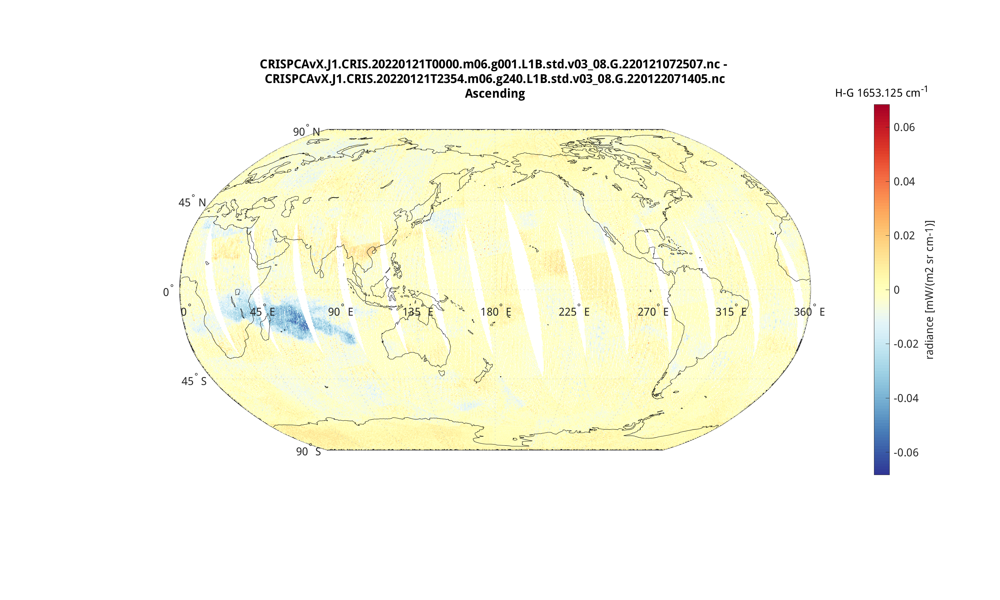 CRISPCAvX.J1.CRIS.20220121T0000.m06.g001.L1B.std.v03_08.G.220121072507.nc -
CRISPCAvX.J1.CRIS.20220121T2354.m06.g240.L1B.std.v03_08.G.220122071405.nc
Ascending
H-G 1653.125 cm-1
90° N
45° N
0°
0° 45° E 90° E 135° E 180° E 225° E 270° E 315° E 360° E
45° S
90° S
0.06
0.04
0.02
0
-0.02
-0.04
-0.06
radiance [mW/(m2 sr cm-1)]